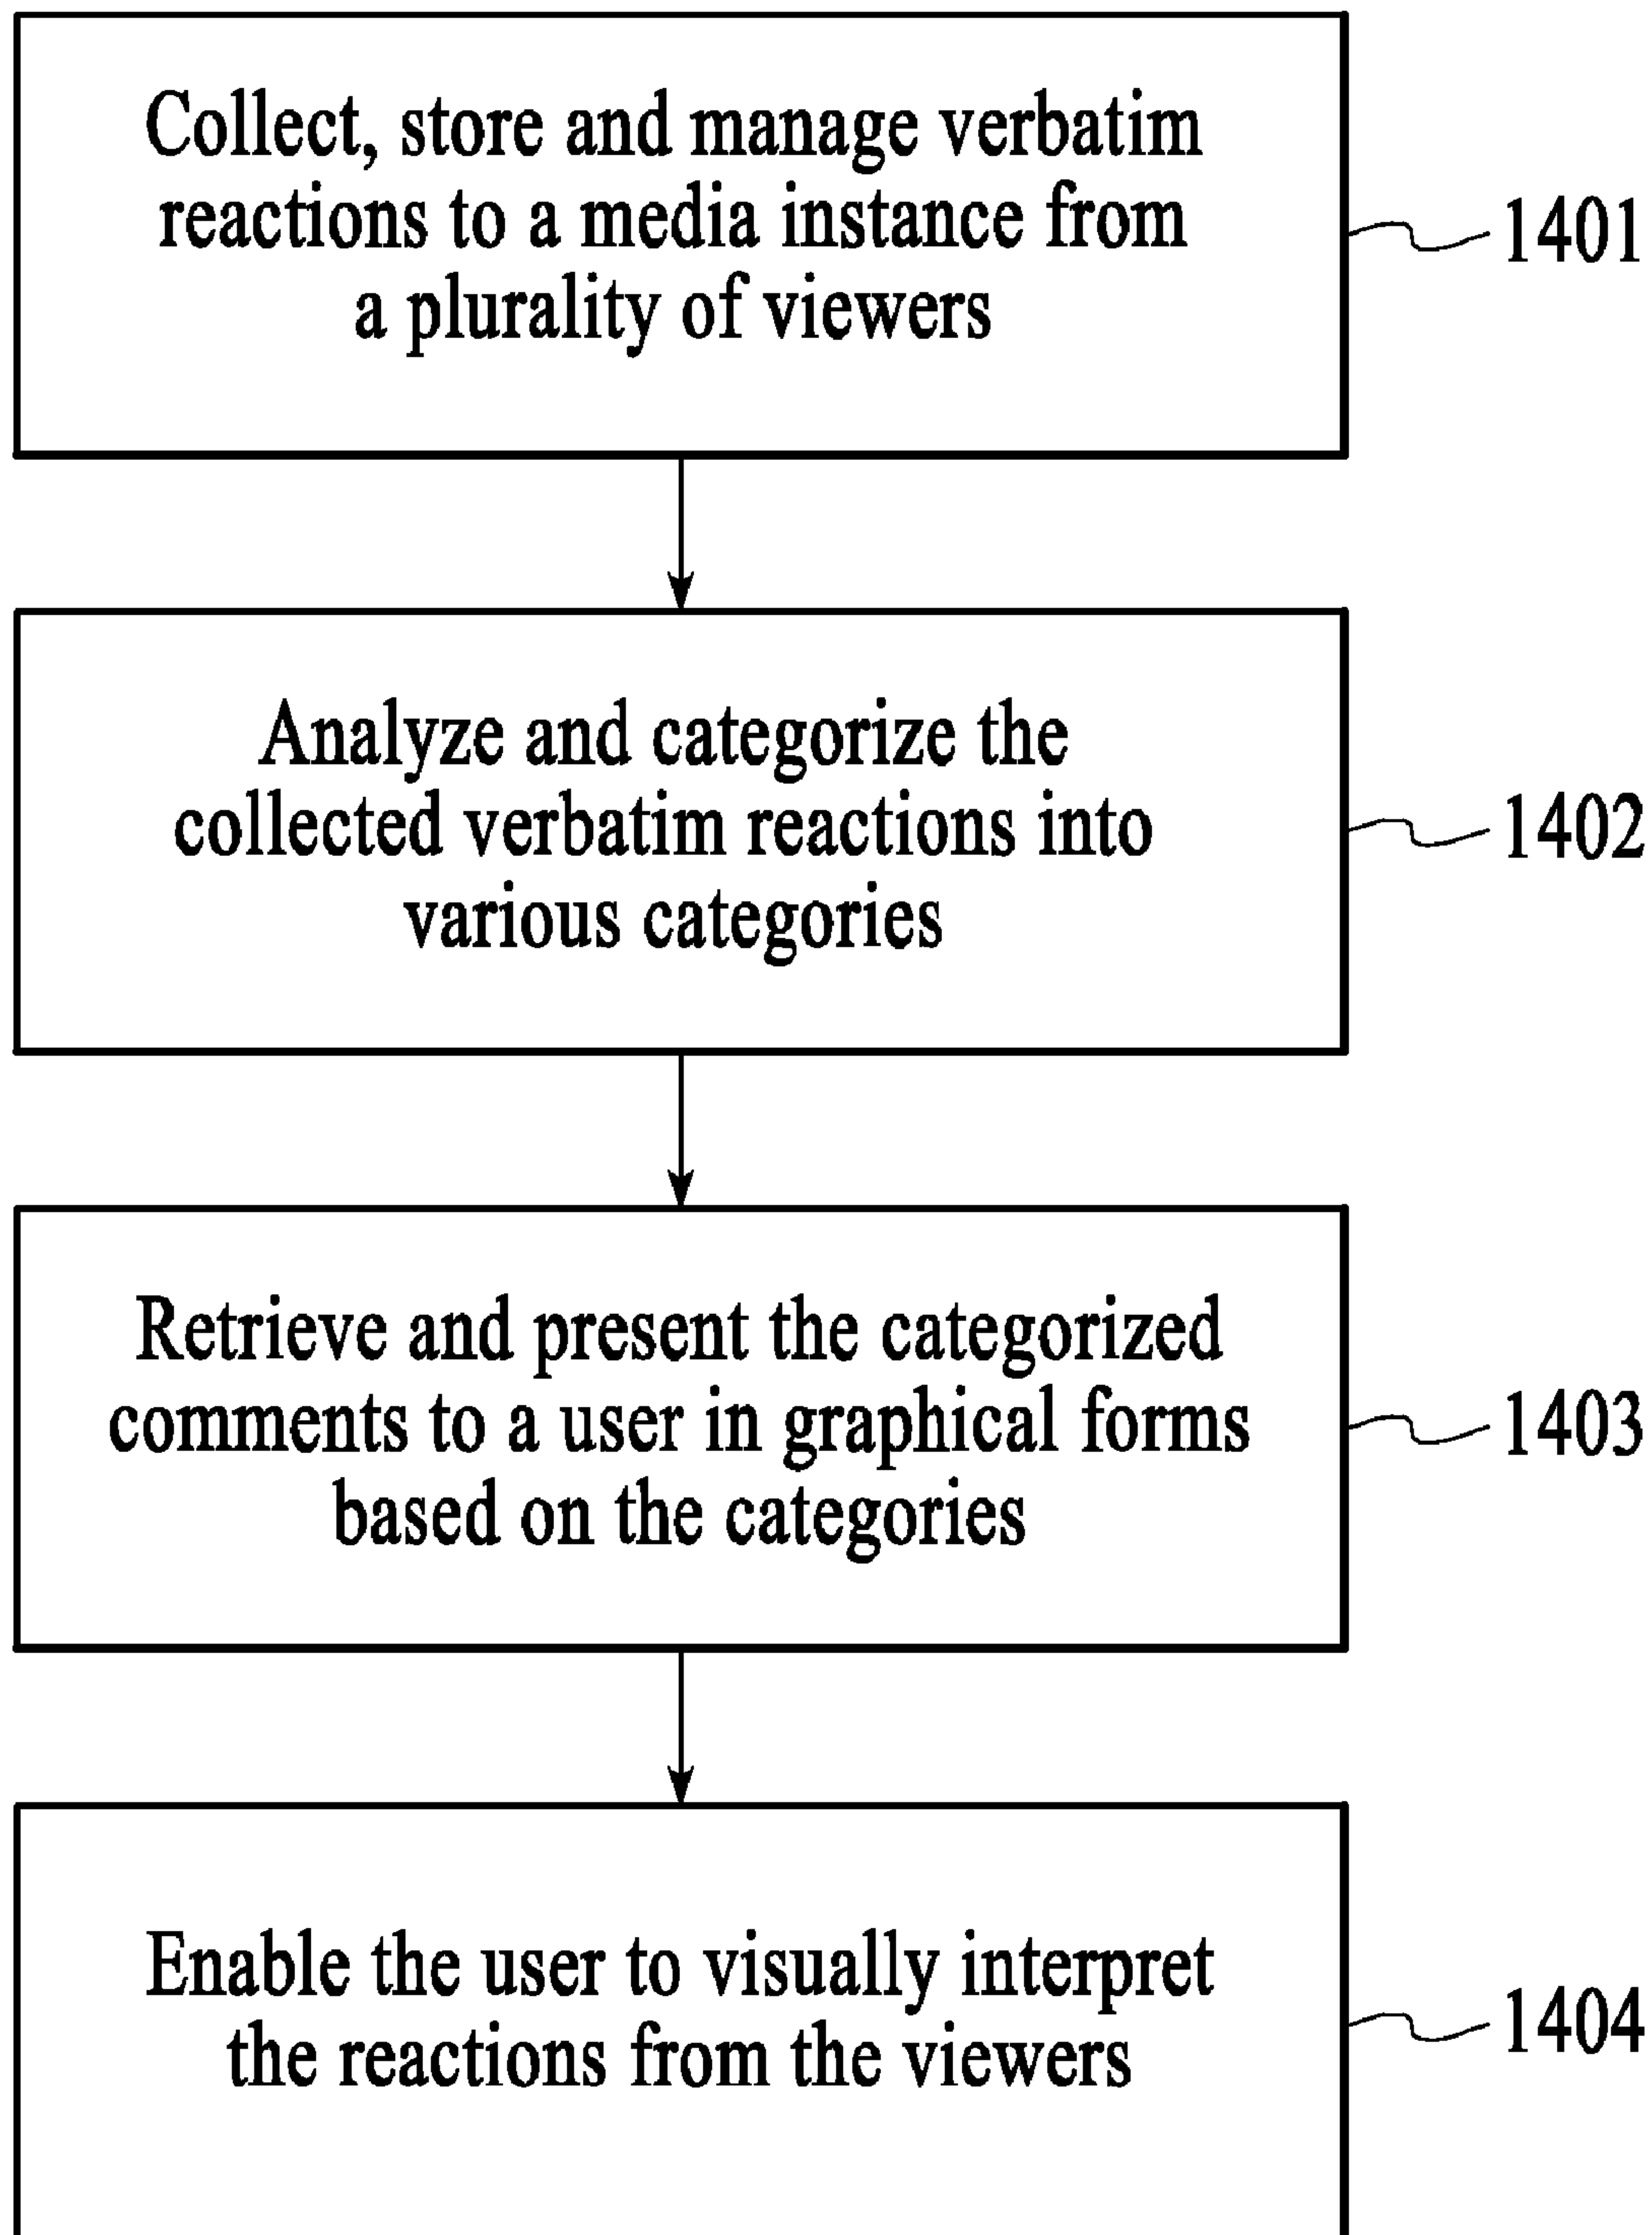 Collect, store and manage verbatim
reactions to a media instance from
a plurality of viewers
1401
Analyze and categorize the
collected verbatim reactions into
various categories
1402
Retrieve and present the categorized
comments to a user in graphical forms
based on the categories
1403
Enable the user to visually interpret
the reactions from the viewers
1404